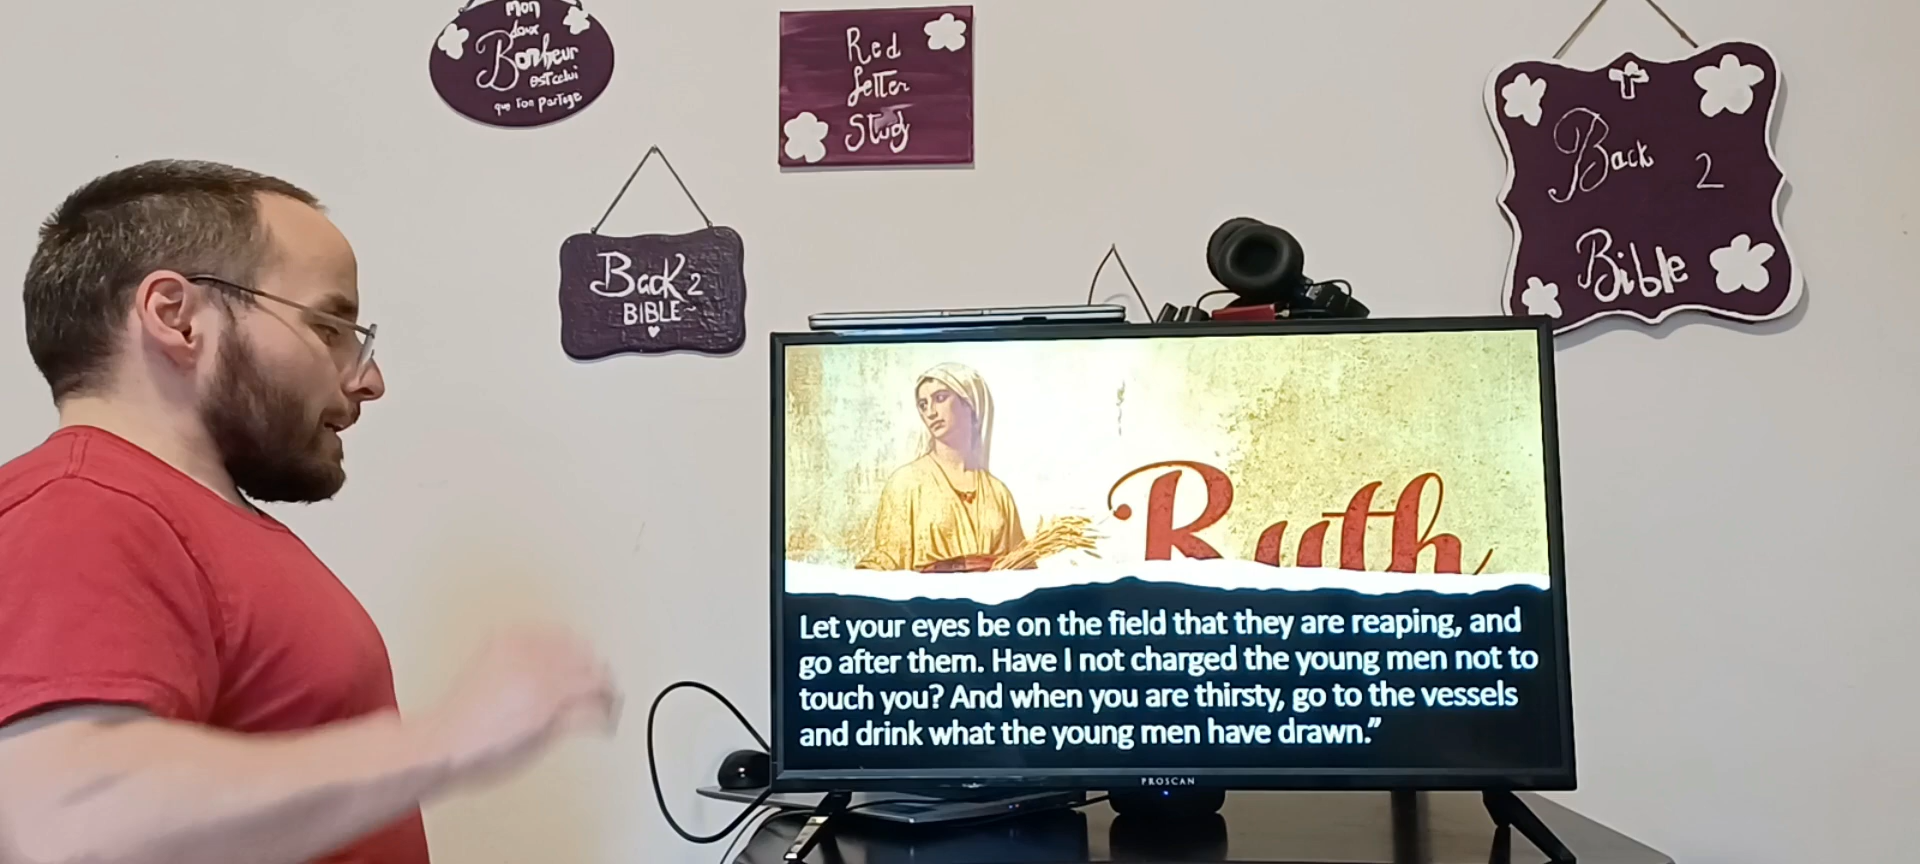 Mon
doux
Bonheur
est celui
que l'on partage
Red
Letter
Study
Back 2
BIBLE
Back 2
Bible
Ruth
Let your eyes be on the field that they are reaping, and
go after them. Have I not charged the young men not to
touch you? And when you are thirsty, go to the vessels
and drink what the young men have drawn.”
PROSCAN